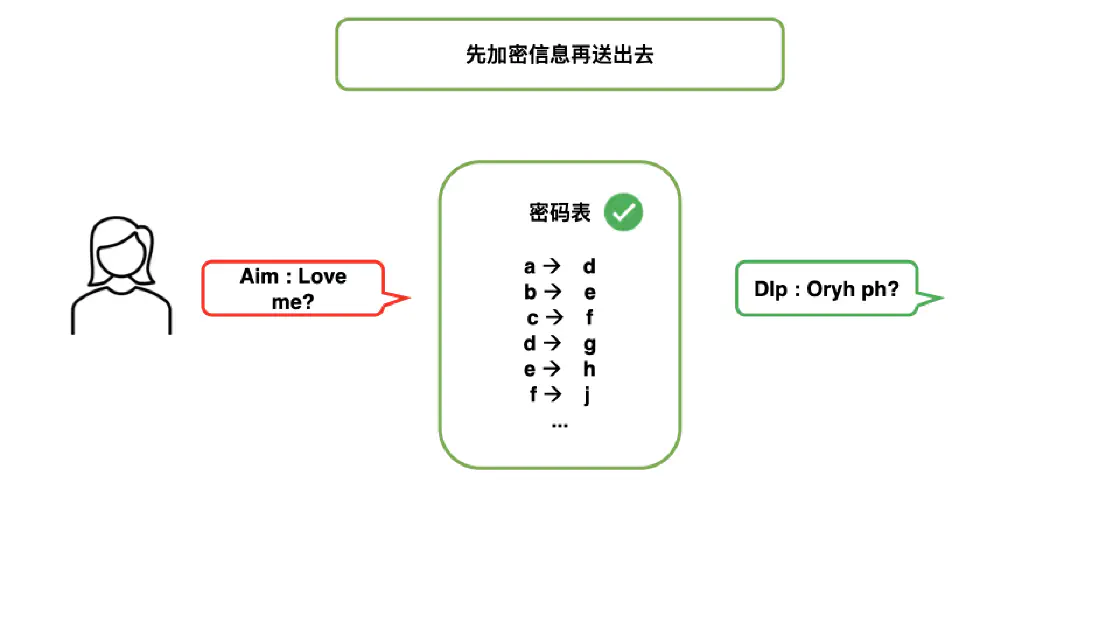 先加密信息再送出去
密码表
Aim : Love
me?
a → d
b → e
c → f
d → g
e → h
f → j
...
Dlp : Oryh ph?